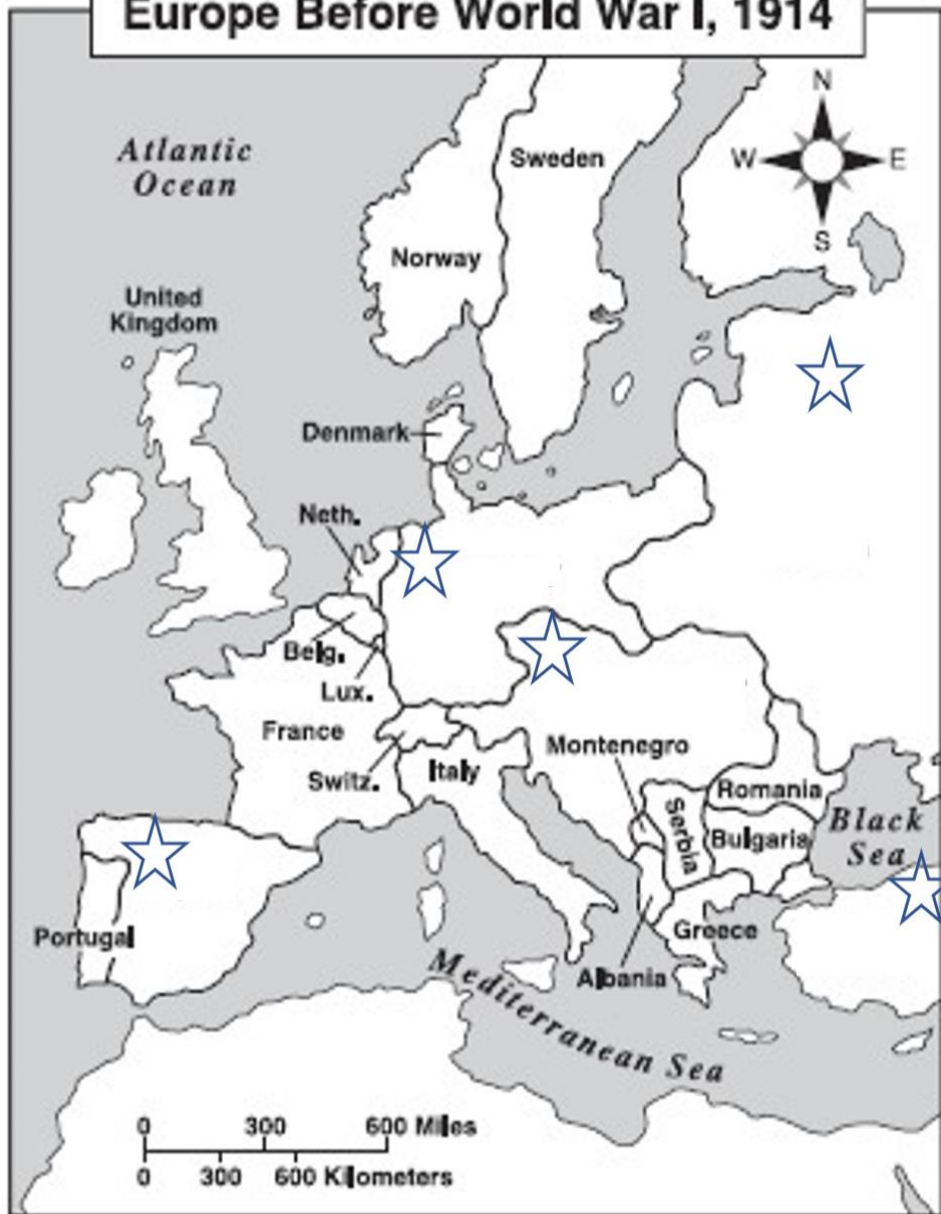 Europe Before World War I, 1914
N
W
E
S
Atlantic
Ocean
Sweden
Norway
United
Kingdom
Denmark
Neth.
Belg.
Lux.
France
Switz.
Italy
Montenegro
Serbia
Romania
Bulgaria
Black
Sea
Portugal
Greece
Albania
Mediterranean Sea
0 300 600 Miles
0 300 600 Kilometers